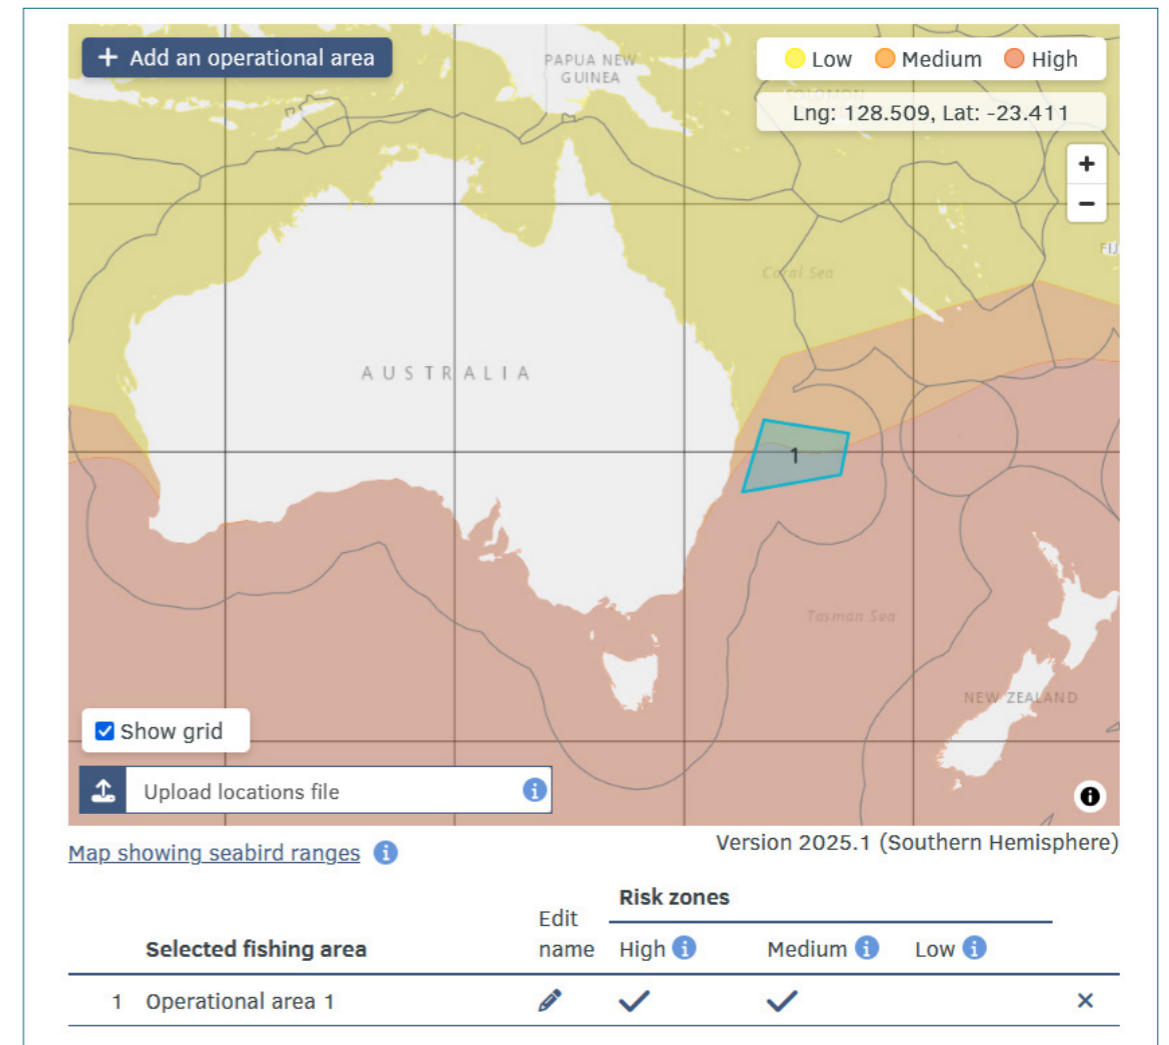 + Add an operational area
PAPUA NEW
GUINEA
Low Medium High
SOLOMON
Lng: 128.509, Lat: -23.411
+
−
FIJ
Coral Sea
AUSTRALIA
1
Tasman Sea
NEW ZEALAND
Show grid
Upload locations file i
i
Map showing seabird ranges i
Version 2025.1 (Southern Hemisphere)
Risk zones
Edit
Selected fishing area name High i Medium i Low i
1 Operational area 1 ✓ ✓ ×